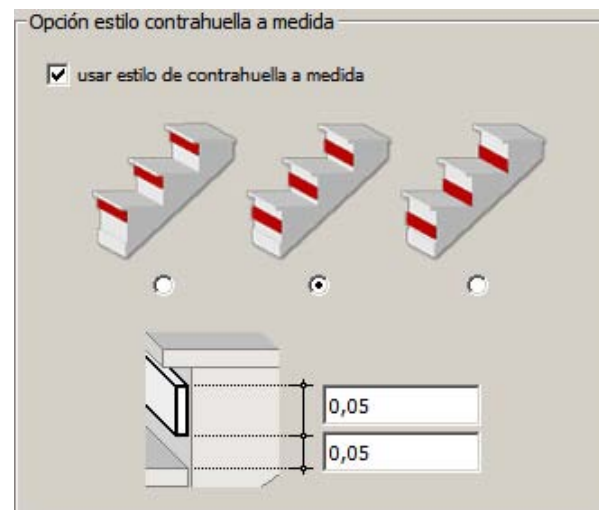 Opción estilo contrahuella a medida
usar estilo de contrahuella a medida
0,05
0,05